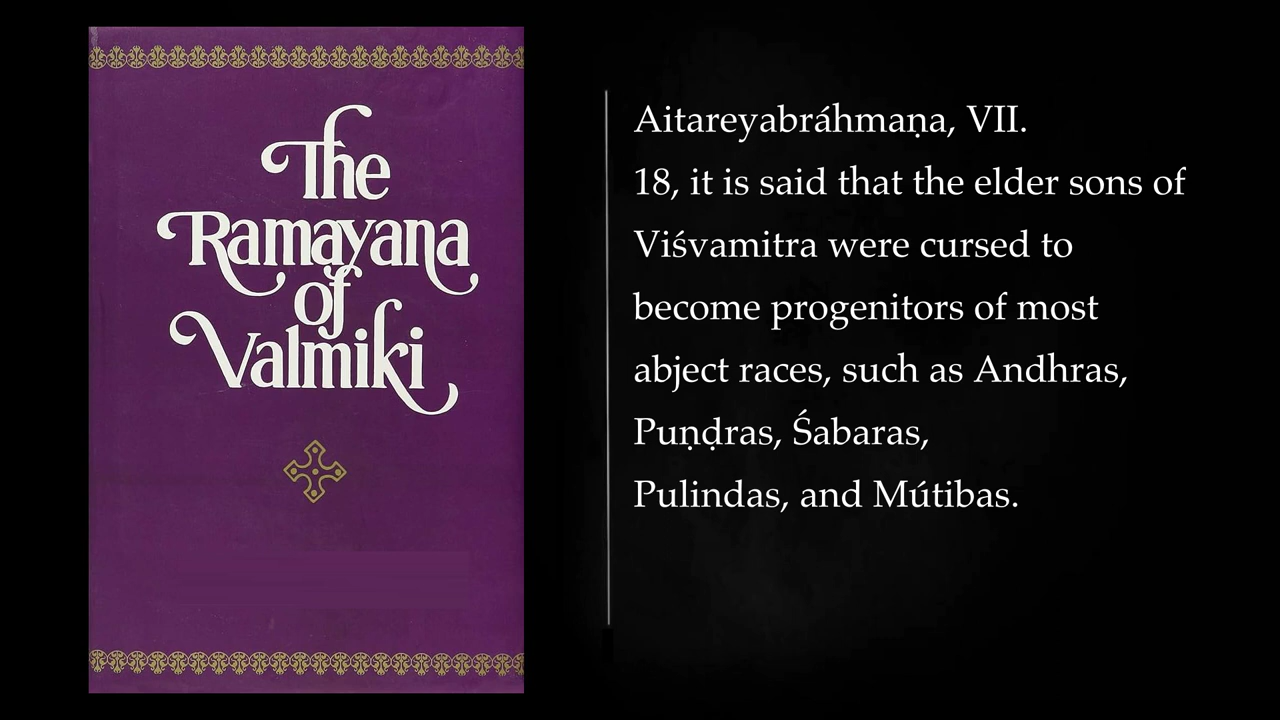 The
Ramayana
of
Valmiki
Aitareyabráhmaṇa, VII.
18, it is said that the elder sons of
Viśvamitra were cursed to
become progenitors of most
abject races, such as Andhras,
Puṇḍras, Śabaras,
Pulindas, and Mútibas.